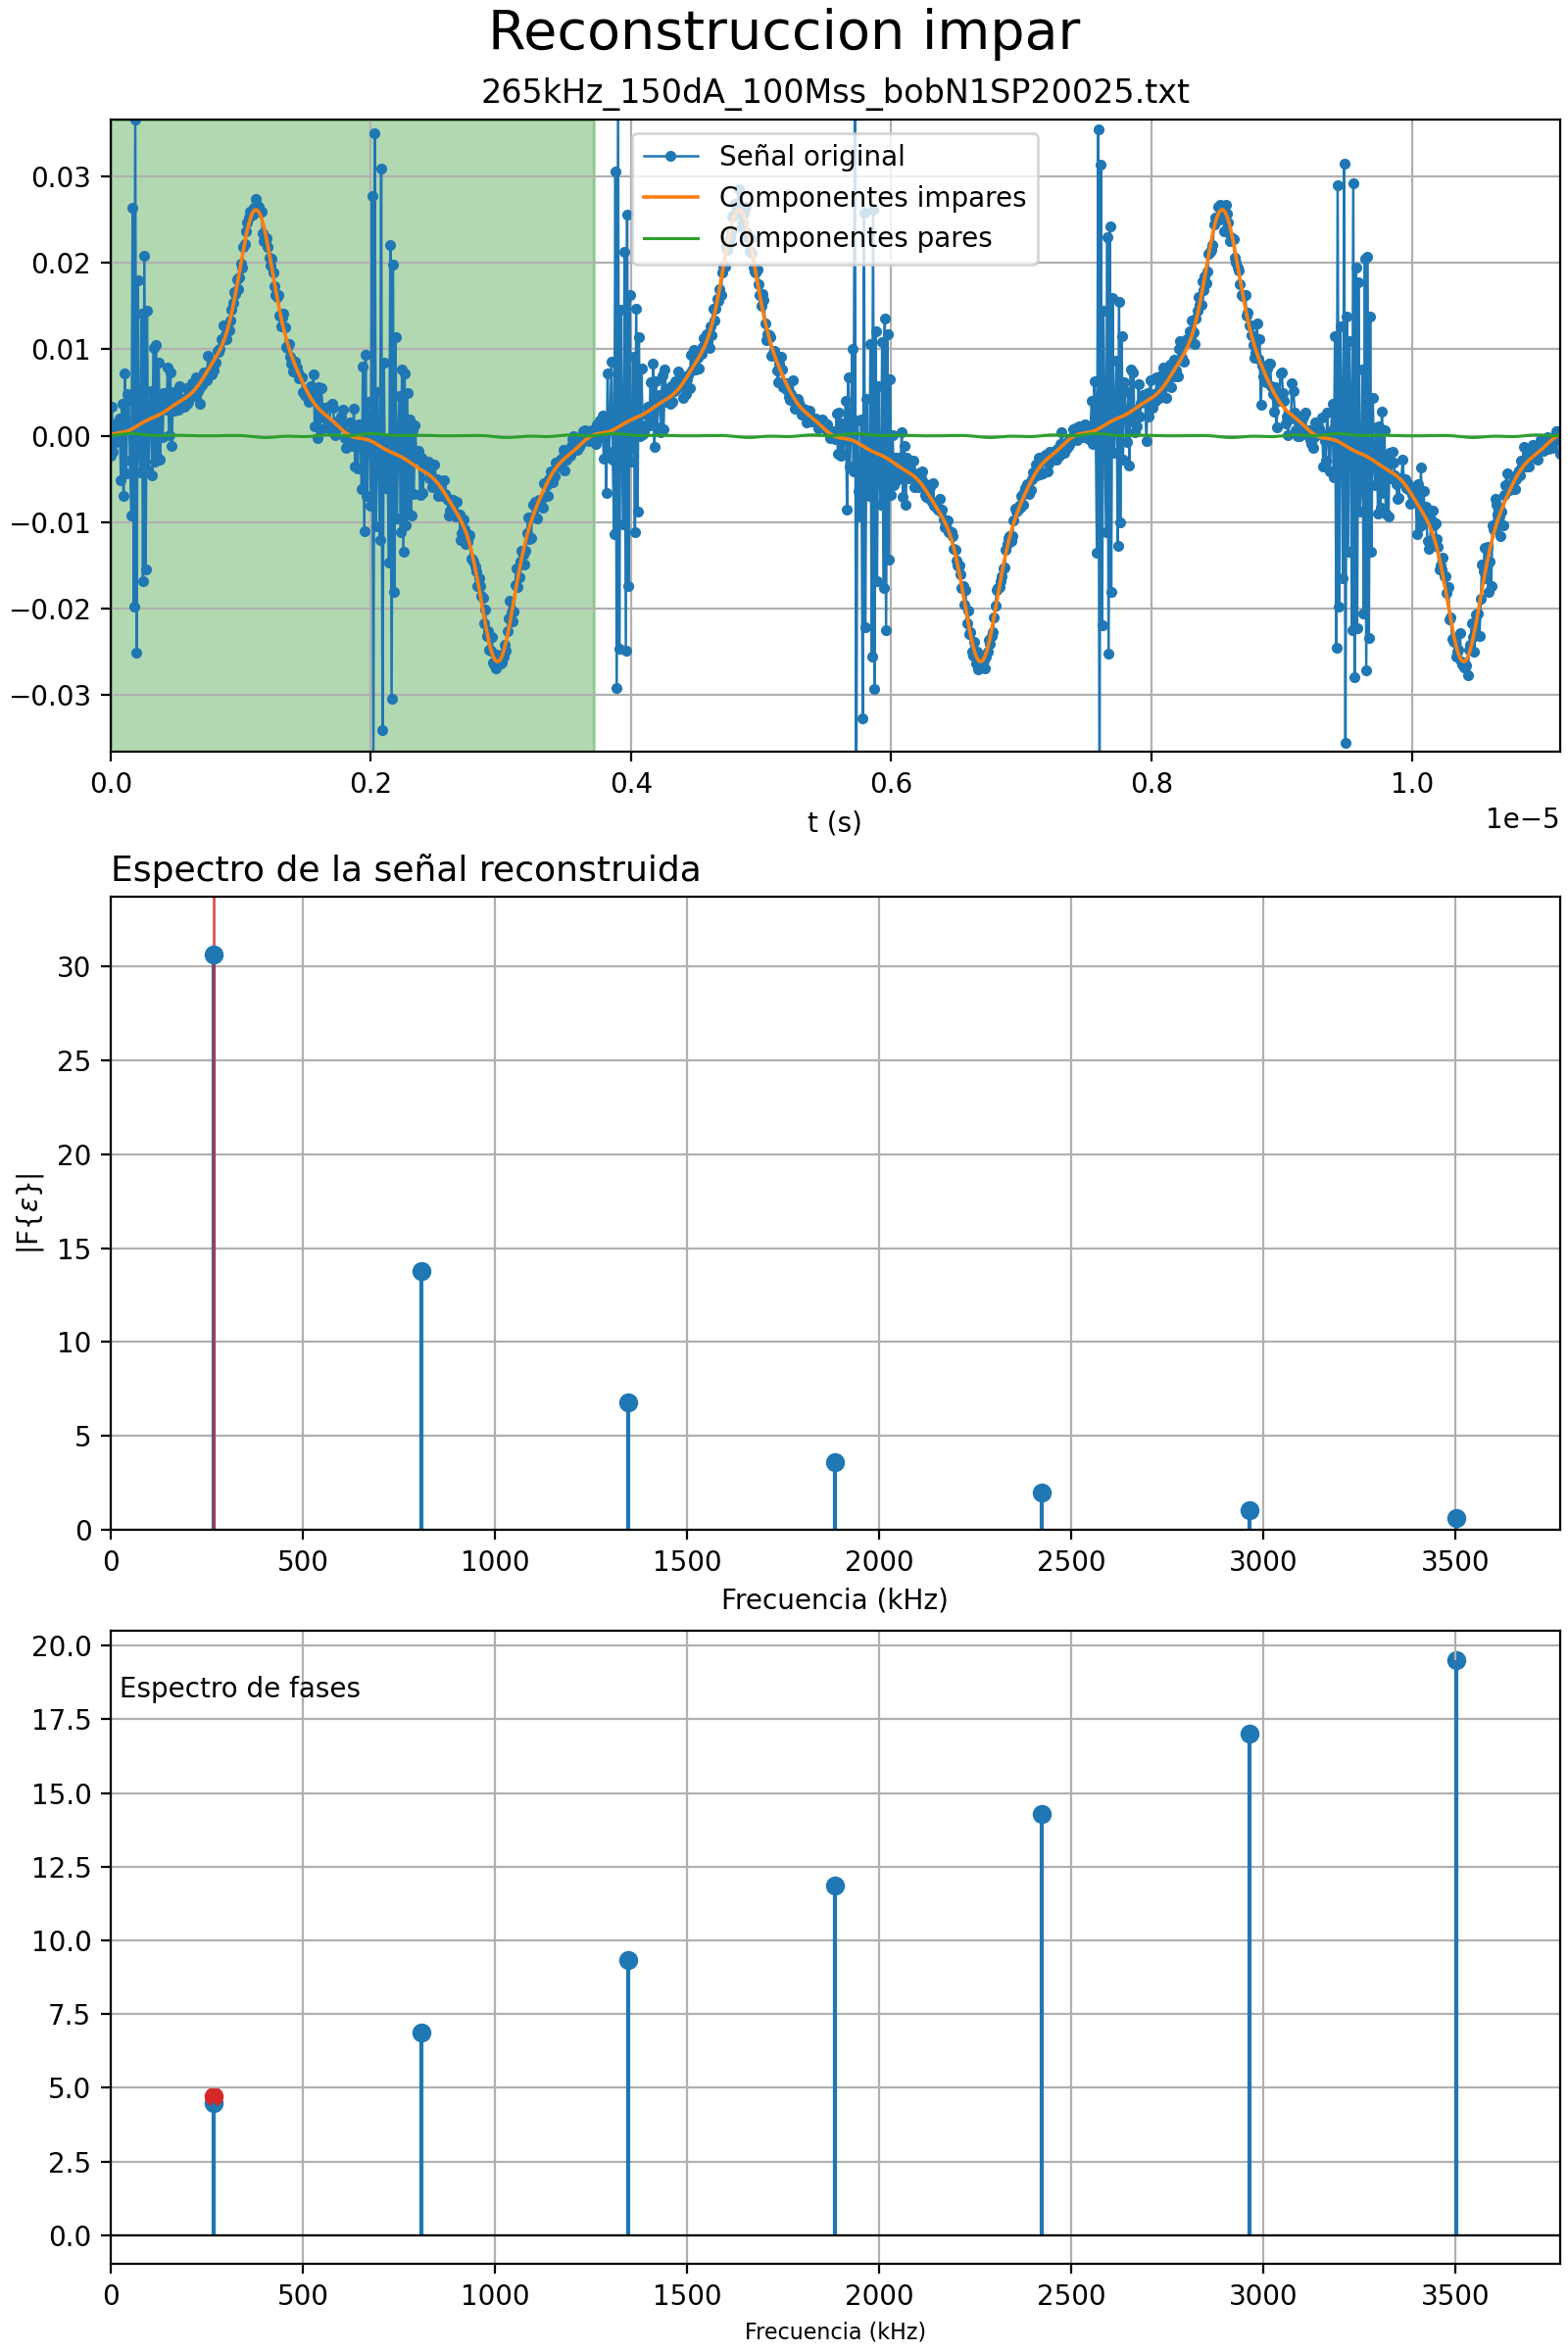 Reconstruccion impar
265kHz_150dA_100Mss_bobN1SP20025.txt
Señal original
Componentes impares
Componentes pares
0.03
0.02
0.01
0.00
−0.01
−0.02
−0.03
0.0 0.2 0.4 0.6 0.8 1.0
1e−5
t (s)
Espectro de la señal reconstruida
|F{ε}|
30
25
20
15
10
5
0
0 500 1000 1500 2000 2500 3000 3500
Frecuencia (kHz)
Espectro de fases
20.0
17.5
15.0
12.5
10.0
7.5
5.0
2.5
0.0
0 500 1000 1500 2000 2500 3000 3500
Frecuencia (kHz)